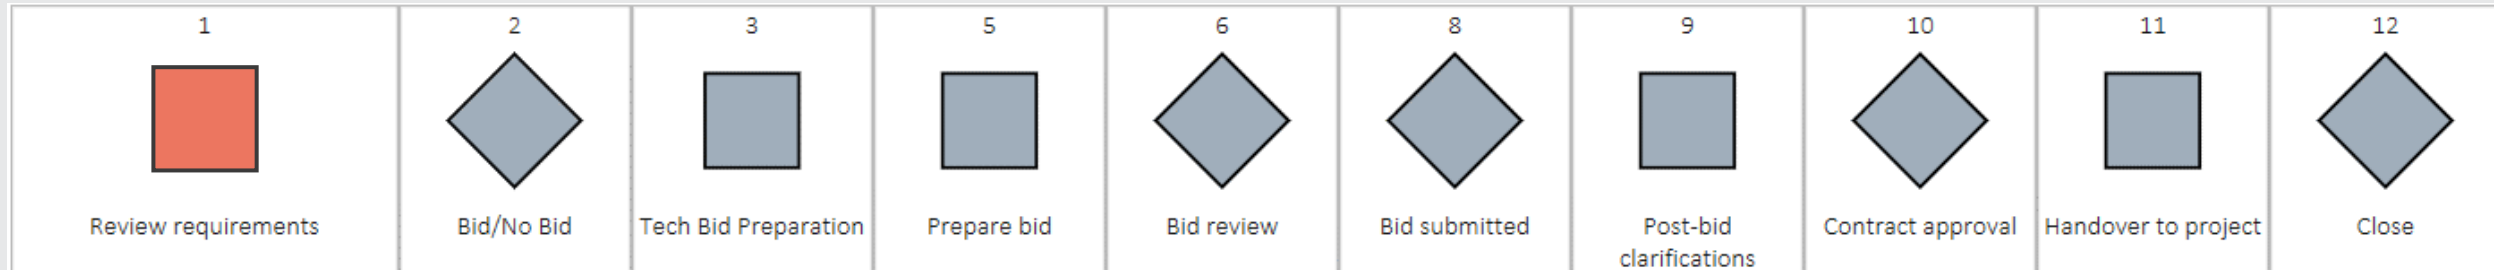 1 2 3 5 6 8 9 10 11 12
Review requirements Bid/No Bid Tech Bid Preparation Prepare bid Bid review Bid submitted Post-bid Contract approval Handover to project Close
clarifications